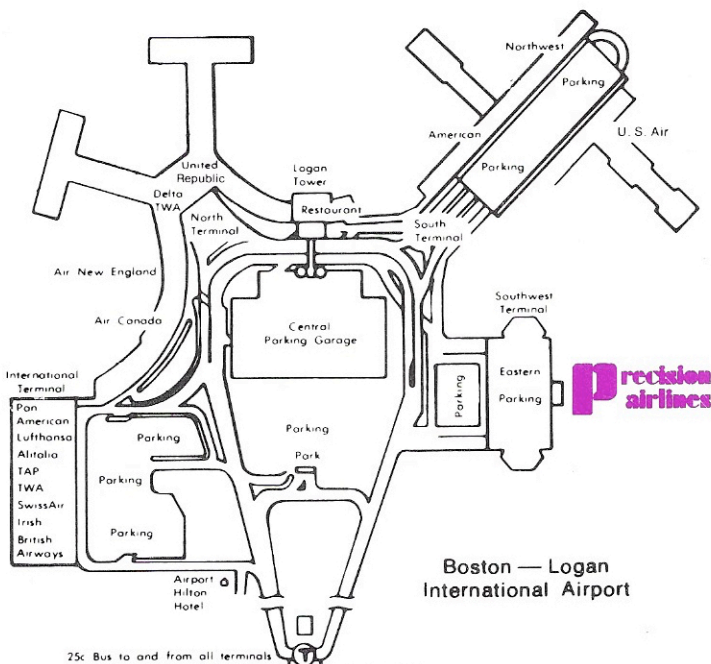 Northwest
Parking
American
U. S. Air
Parking
United
Republic
Logan
Tower
Delta
TWA
Restaurant
North
Terminal
South
Terminal
Air New England
Southwest
Terminal
Air Canada
Central
Parking Garage
International
Terminal
Eastern
Parking
Parking
Precision
airlines
Pan
American
Lufthansa
Alitalia
TAP
TWA
SwissAir
Irish
British
Airways
Parking
Parking
Parking
Parking
Park
Airport
Hilton
Hotel
Boston — Logan
International Airport
25c Bus to and from all terminals
T